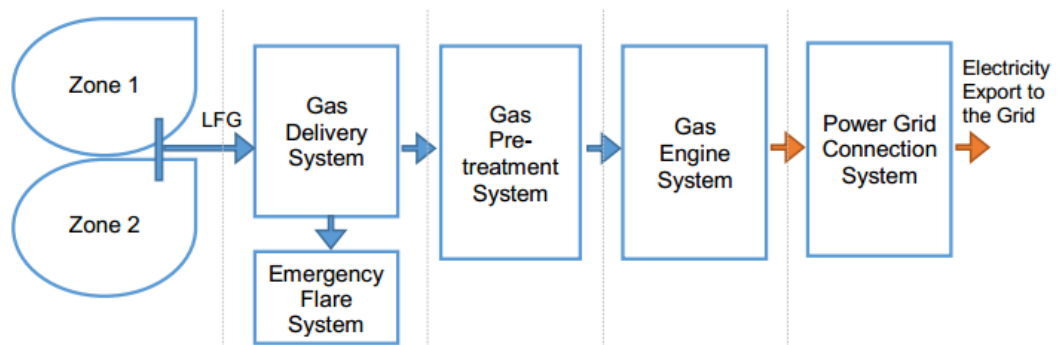 Zone 1
Zone 2
LFG
Gas
Delivery
System
Emergency
Flare
System
Gas
Pre-
treatment
System
Gas
Engine
System
Power Grid
Connection
System
Electricity
Export to
the Grid